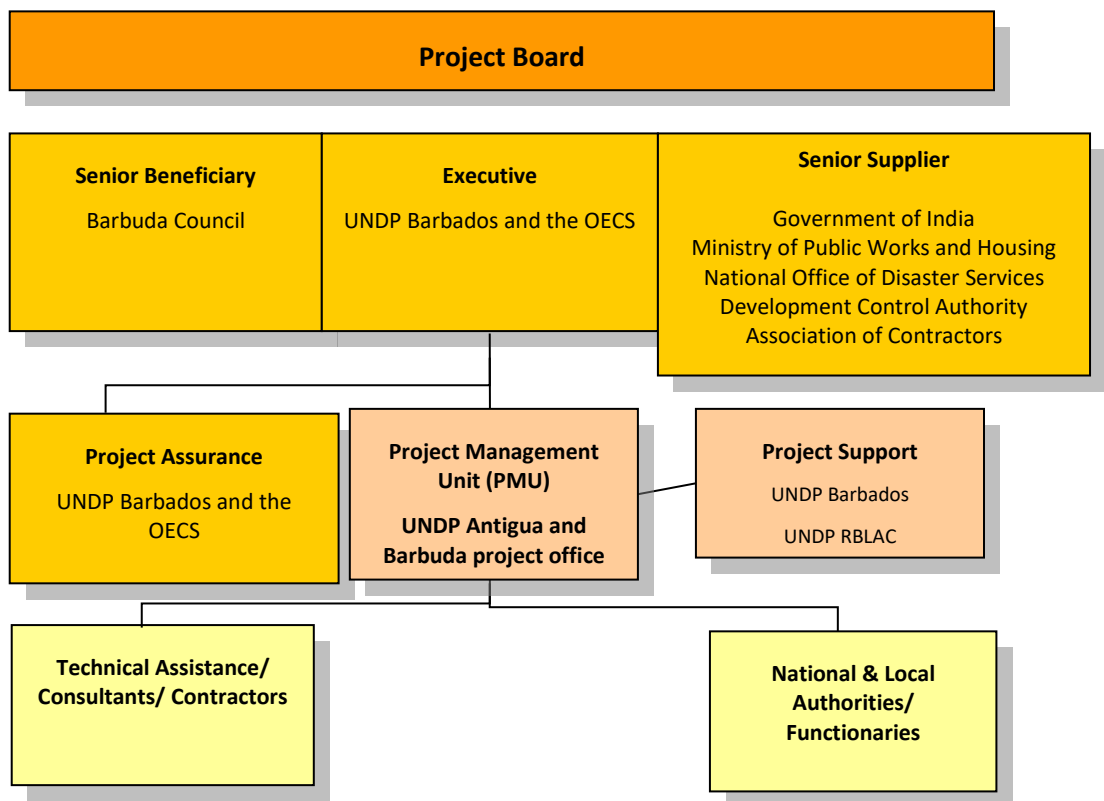 Project Board
Senior Beneficiary
Barbuda Council
Executive
UNDP Barbados and the OECS
Senior Supplier
Government of India
Ministry of Public Works and Housing
National Office of Disaster Services
Development Control Authority
Association of Contractors
Project Assurance
UNDP Barbados and the
OECS
Project Management
Unit (PMU)
UNDP Antigua and
Barbuda project office
Project Support
UNDP Barbados
UNDP RBLAC
Technical Assistance/
Consultants/ Contractors
National & Local
Authorities/
Functionaries